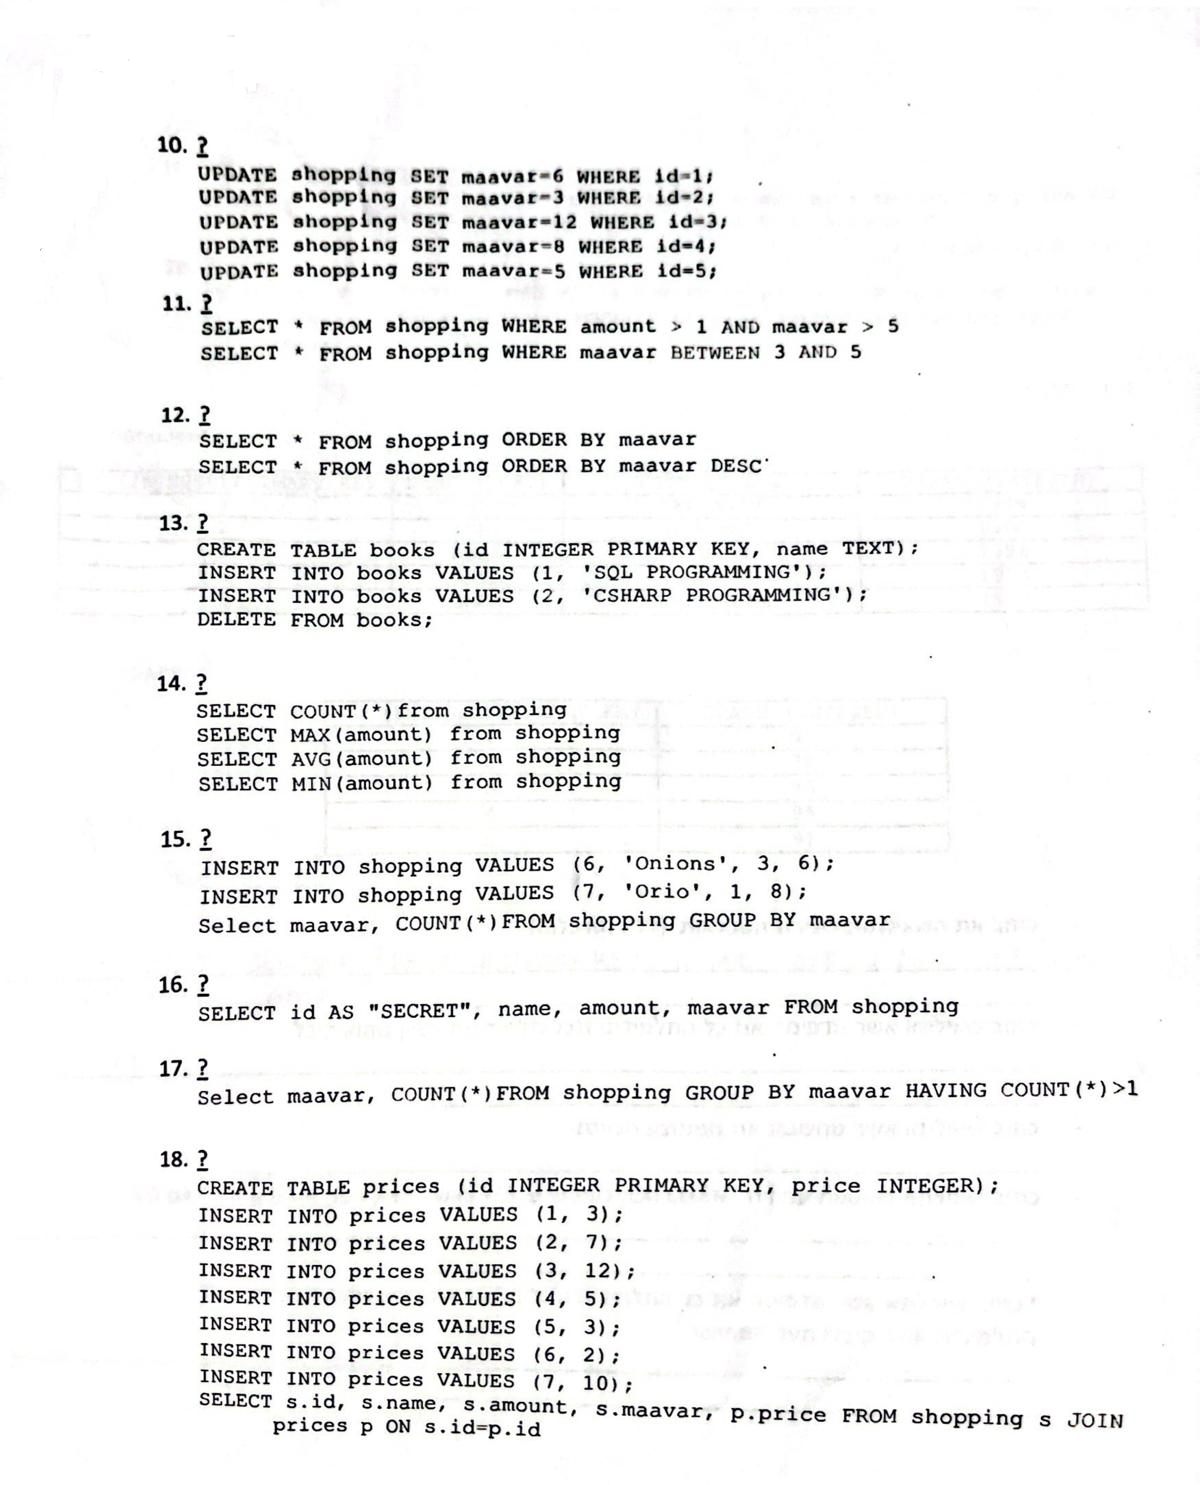 10. ?
UPDATE shopping SET maavar=6 WHERE id=1;
UPDATE shopping SET maavar=3 WHERE id=2;
UPDATE shopping SET maavar=12 WHERE id=3;
UPDATE shopping SET maavar=8 WHERE id=4;
UPDATE shopping SET maavar=5 WHERE id=5;
11. ?
SELECT * FROM shopping WHERE amount > 1 AND maavar > 5
SELECT * FROM shopping WHERE maavar BETWEEN 3 AND 5
12. ?
SELECT * FROM shopping ORDER BY maavar
SELECT * FROM shopping ORDER BY maavar DESC
13. ?
CREATE TABLE books (id INTEGER PRIMARY KEY, name TEXT);
INSERT INTO books VALUES (1, 'SQL PROGRAMMING');
INSERT INTO books VALUES (2, 'CSHARP PROGRAMMING');
DELETE FROM books;
14. ?
SELECT COUNT(*)from shopping
SELECT MAX(amount) from shopping
SELECT AVG(amount) from shopping
SELECT MIN(amount) from shopping
15. ?
INSERT INTO shopping VALUES (6, 'Onions', 3, 6);
INSERT INTO shopping VALUES (7, 'Orio', 1, 8);
Select maavar, COUNT(*)FROM shopping GROUP BY maavar
16. ?
SELECT id AS "SECRET", name, amount, maavar FROM shopping
17. ?
Select maavar, COUNT(*)FROM shopping GROUP BY maavar HAVING COUNT(*)>1
18. ?
CREATE TABLE prices (id INTEGER PRIMARY KEY, price INTEGER);
INSERT INTO prices VALUES (1, 3);
INSERT INTO prices VALUES (2, 7);
INSERT INTO prices VALUES (3, 12);
INSERT INTO prices VALUES (4, 5);
INSERT INTO prices VALUES (5, 3);
INSERT INTO prices VALUES (6, 2);
INSERT INTO prices VALUES (7, 10);
SELECT s.id, s.name, s.amount, s.maavar, p.price FROM shopping s JOIN
prices p ON s.id=p.id